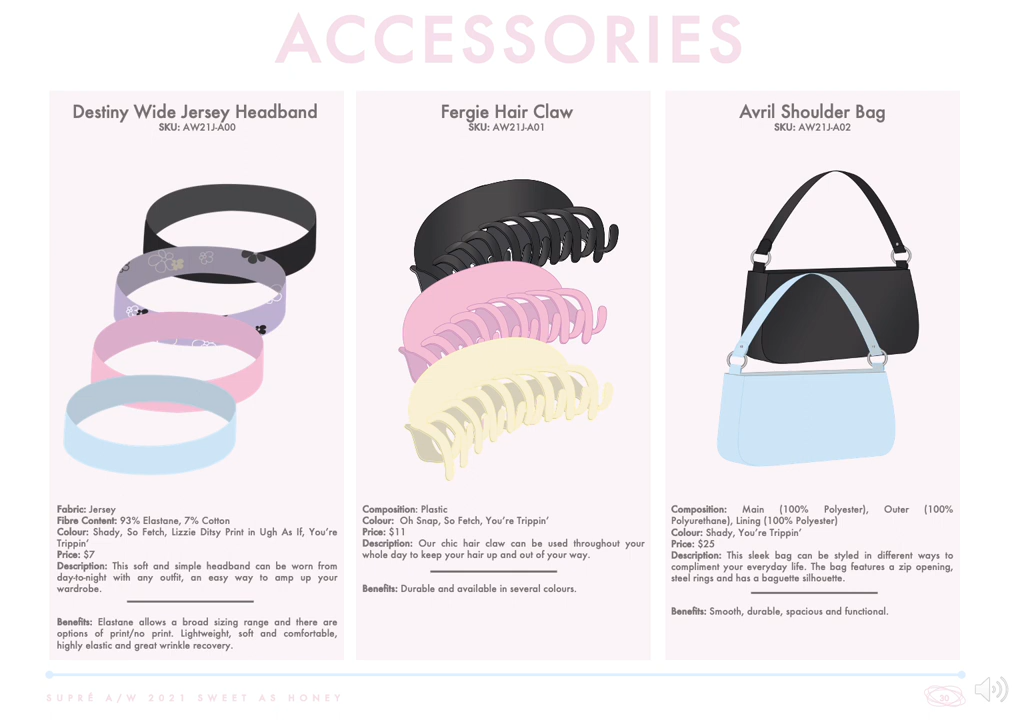 ACCESSORIES
Destiny Wide Jersey Headband
SKU: AW21J-A00
Fabric: Jersey
Fibre Content: 93% Elastane, 7% Cotton
Colour: Shady, So Fetch, Lizzie Ditsy Print in Ugh As If, You're
Trippin'
Price: $7
Description: This soft and simple headband can be worn from
day-to-night with any outfit, an easy way to amp up your
wardrobe.
Benefits: Elastane allows a broad sizing range and there are
options of print/no print. Lightweight, soft and comfortable,
highly elastic and great wrinkle recovery.
Fergie Hair Claw
SKU: AW21J-A01
Composition: Plastic
Colour: Oh Snap, So Fetch, You're Trippin'
Price: $11
Description: Our chic hair claw can be used throughout your
whole day to keep your hair up and out of your way.
Benefits: Durable and available in several colours.
Avril Shoulder Bag
SKU: AW21J-A02
Composition: Main (100% Polyester), Outer (100%
Polyurethane), Lining (100% Polyester)
Colour: Shady, You're Trippin'
Price: $25
Description: This sleek bag can be styled in different ways to
compliment your everyday life. The bag features a zip opening,
steel rings and has a baguette silhouette.
Benefits: Smooth, durable, spacious and functional.
SUPRÉ A/W 2021 SWEET AS HONEY
30